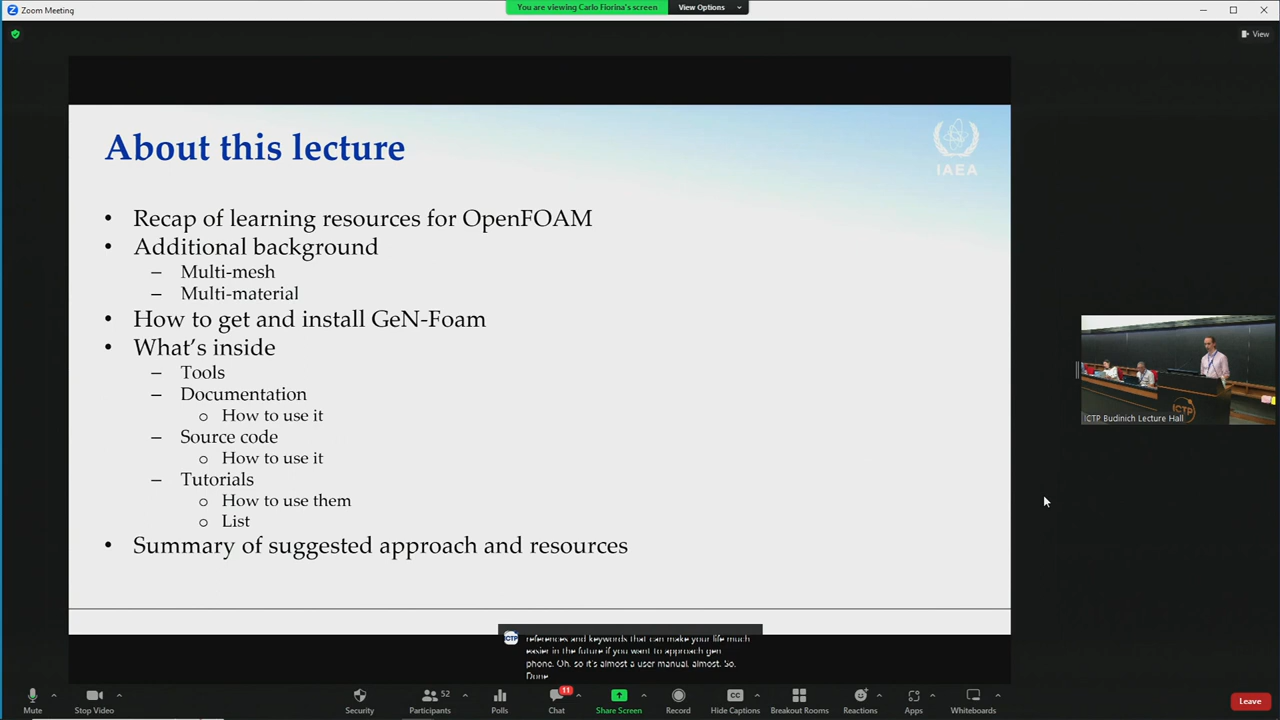 Zoom Meeting
You are viewing Carlo Fiorina's screen
View Options
View
About this lecture
IAEA
• Recap of learning resources for OpenFOAM
• Additional background
– Multi-mesh
– Multi-material
• How to get and install GeN-Foam
• What's inside
– Tools
– Documentation
o How to use it
– Source code
o How to use it
– Tutorials
o How to use them
o List
• Summary of suggested approach and resources
ICTP
ICTP Budinich Lecture Hall
ICTP
references and keywords that can make your life much
easier in the future if you want to approach gen
phone. Oh, so it's almost a user manual, almost. So,
Done
Mute
Stop Video
Security
Participants
52
Polls
Chat
11
Share Screen
Record
CC
Hide Captions
Breakout Rooms
Reactions
Apps
Whiteboards
Leave